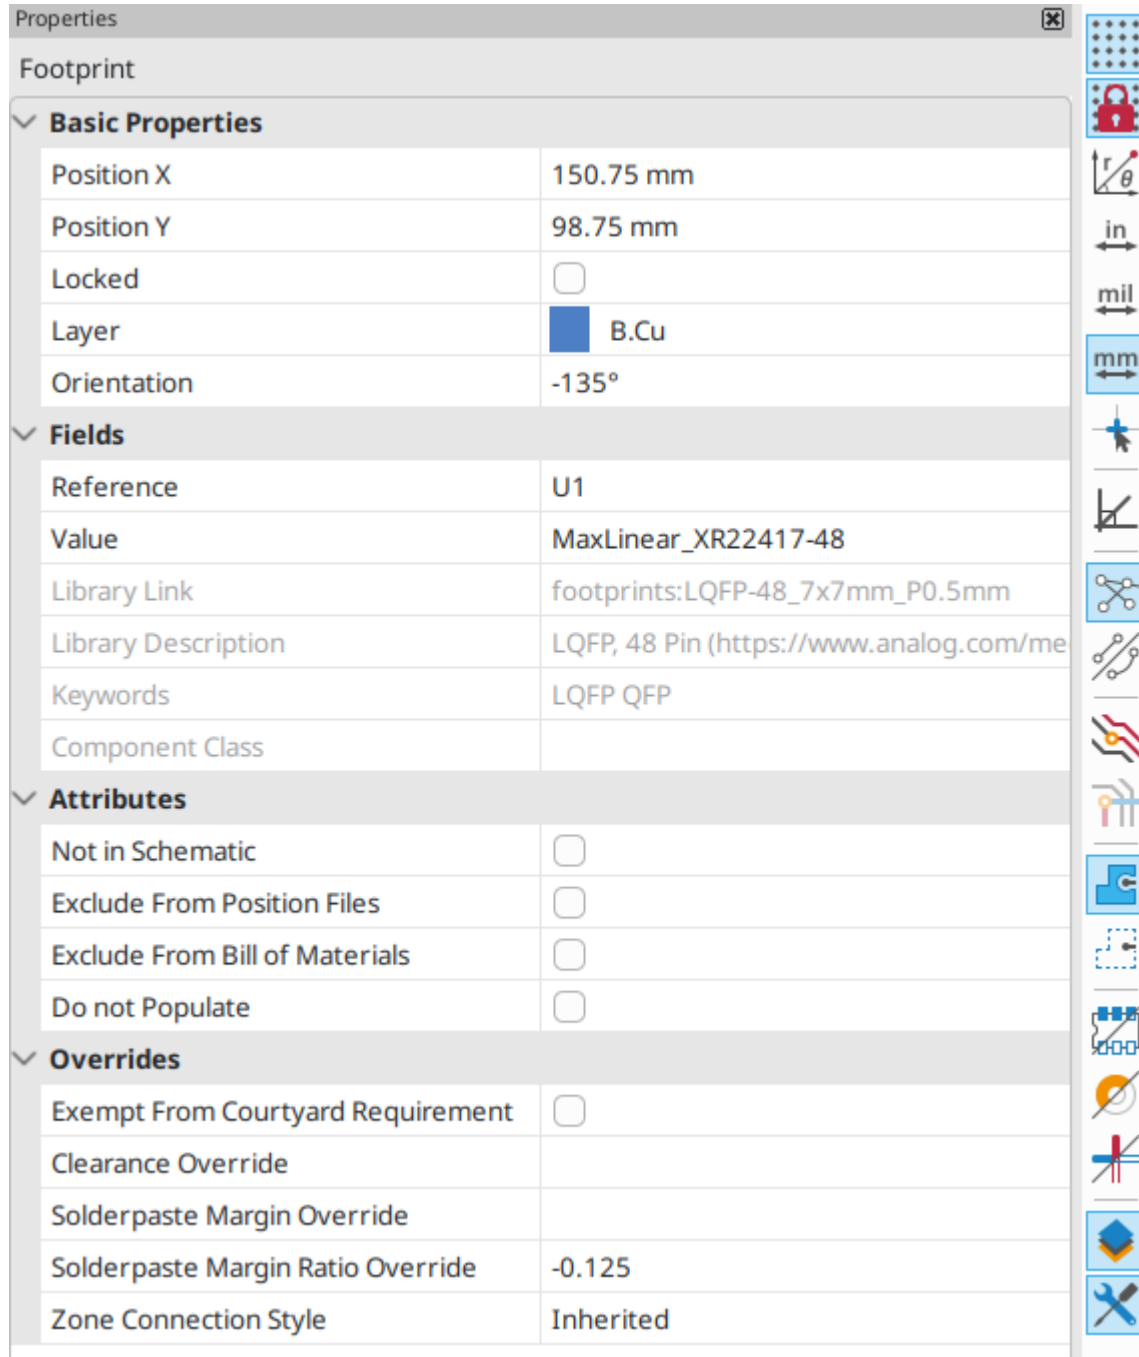 Properties
Footprint
Basic Properties
Position X 150.75 mm
Position Y 98.75 mm
Locked
Layer B.Cu
Orientation -135°
Fields
Reference U1
Value MaxLinear_XR22417-48
Library Link footprints:LQFP-48_7x7mm_P0.5mm
Library Description LQFP, 48 Pin (https://www.analog.com/me
Keywords LQFP QFP
Component Class
Attributes
Not in Schematic
Exclude From Position Files
Exclude From Bill of Materials
Do not Populate
Overrides
Exempt From Courtyard Requirement
Clearance Override
Solderpaste Margin Override
Solderpaste Margin Ratio Override -0.125
Zone Connection Style Inherited
r
θ
in
mil
mm